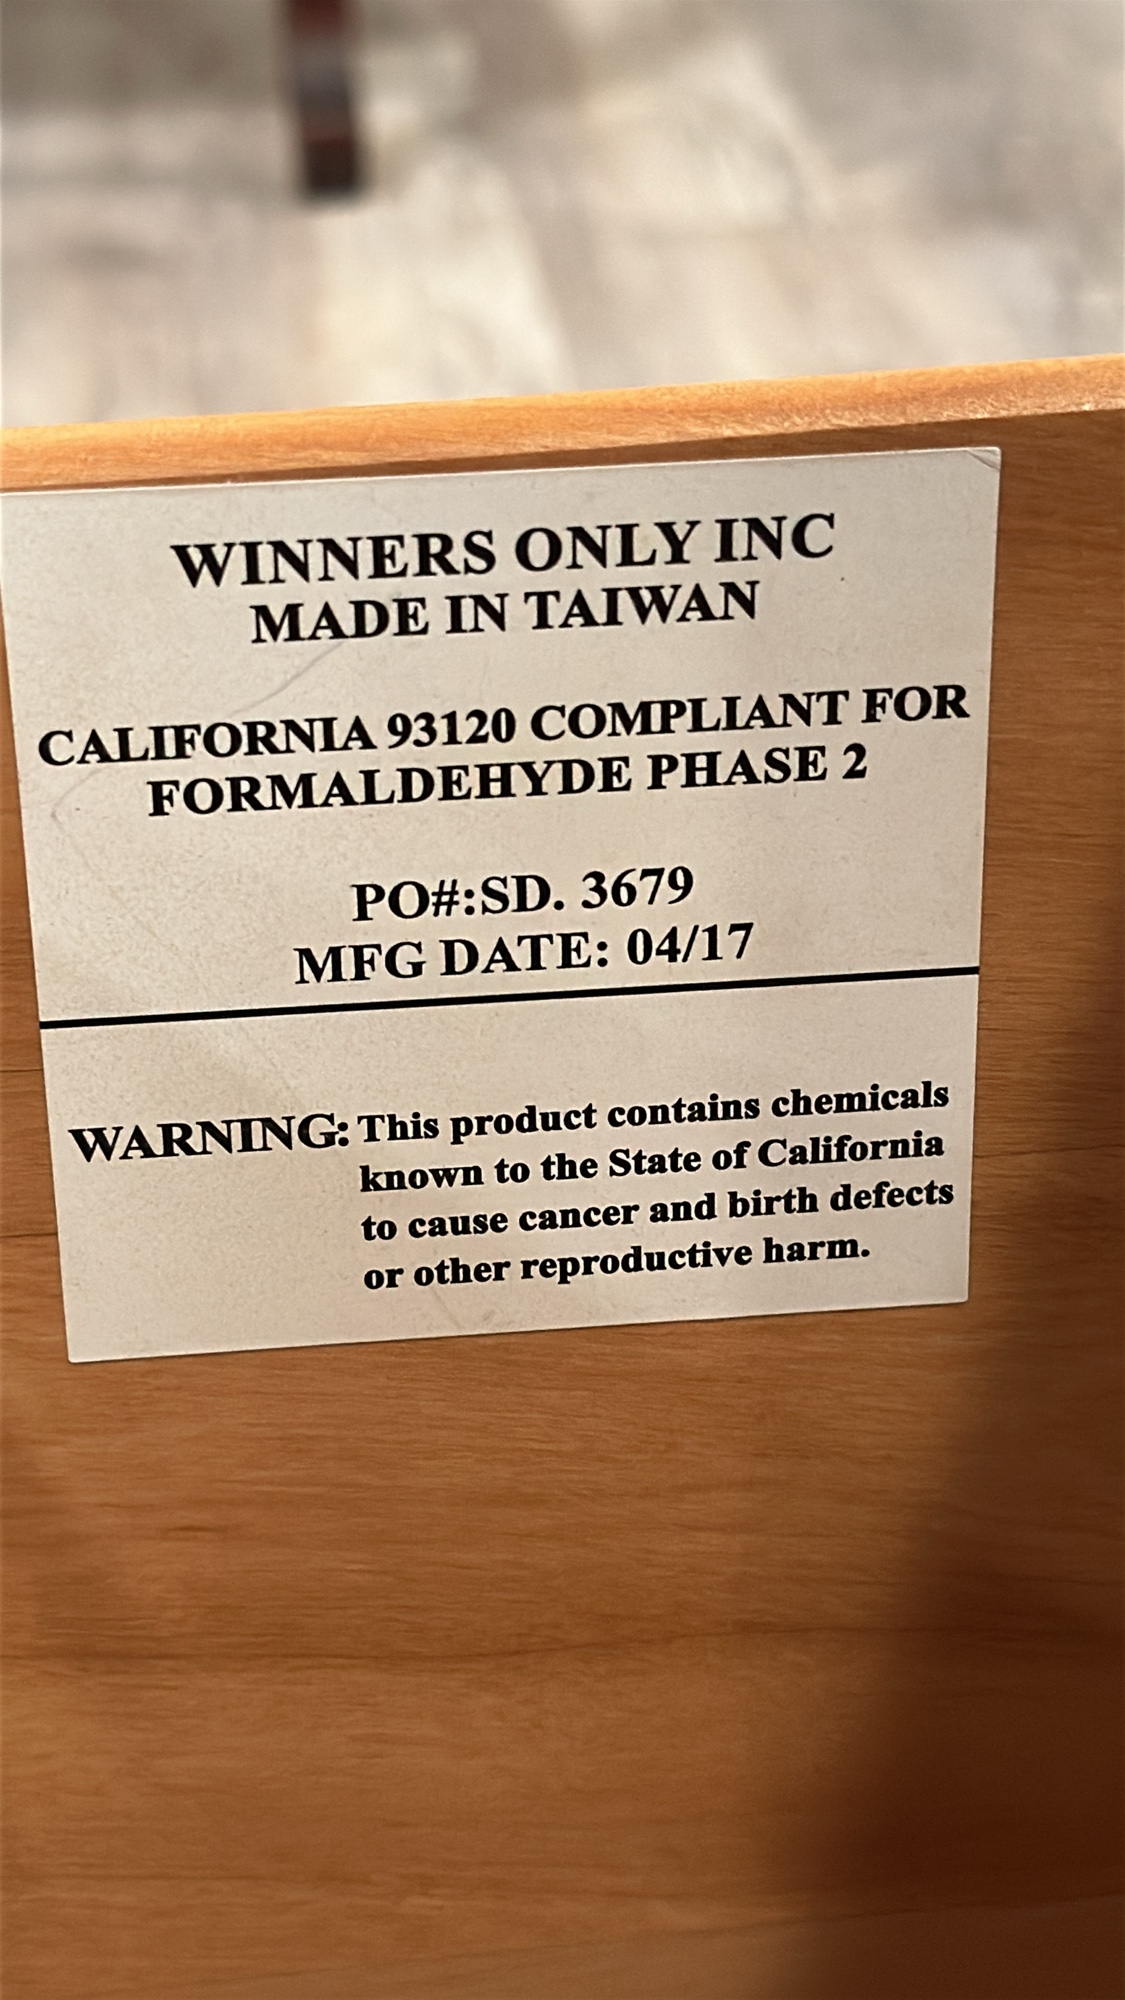 WINNERS ONLY INC
MADE IN TAIWAN
CALIFORNIA 93120 COMPLIANT FOR
FORMALDEHYDE PHASE 2
PO#:SD. 3679
MFG DATE: 04/17
WARNING: This product contains chemicals
known to the State of California
to cause cancer and birth defects
or other reproductive harm.